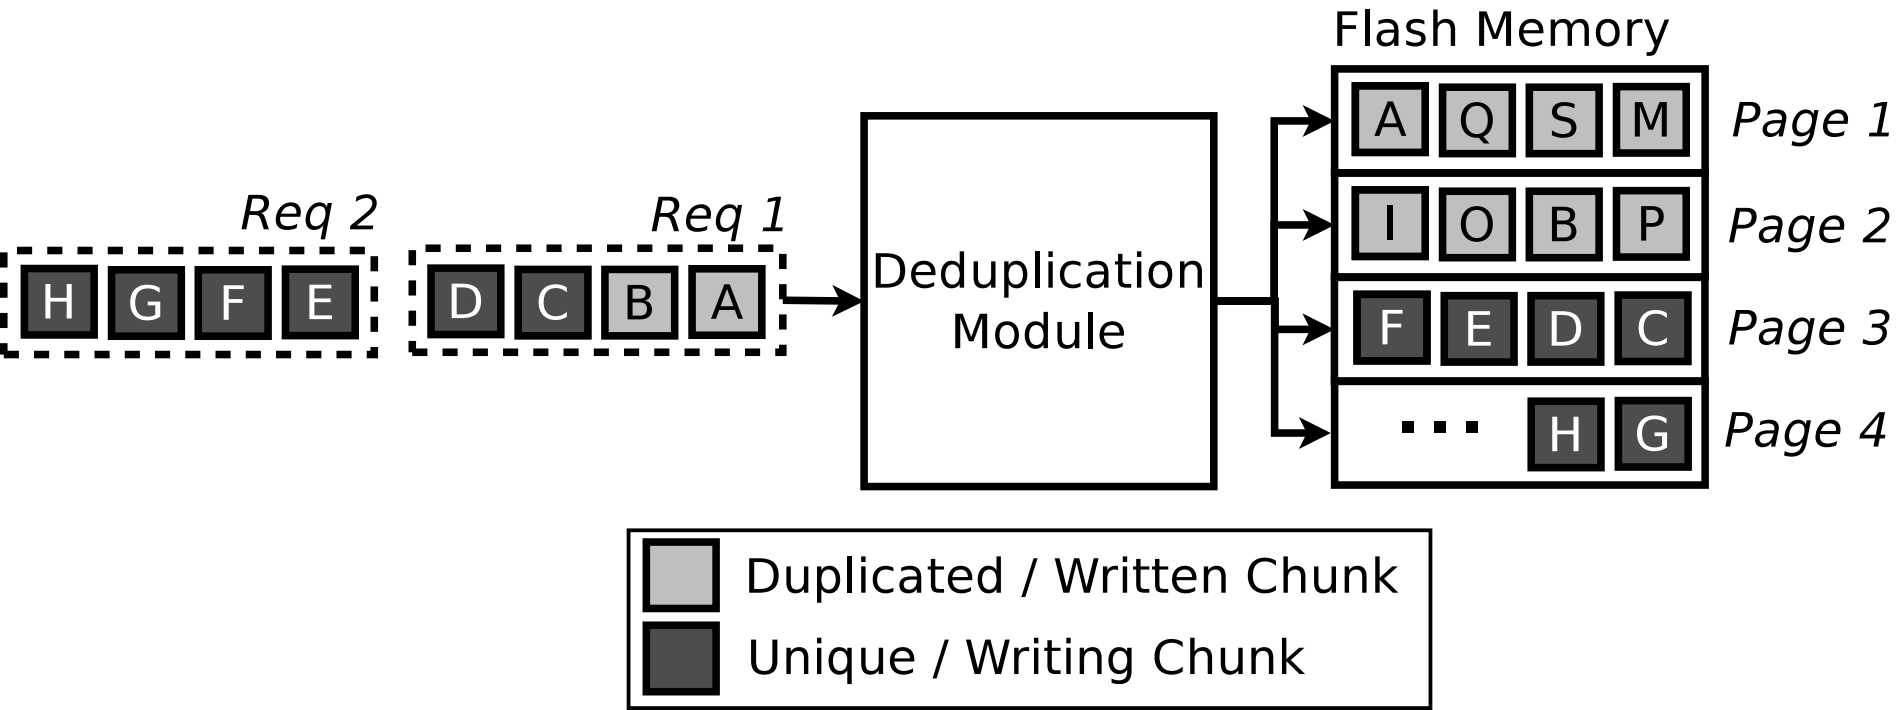 Flash Memory
A Q S M Page 1
I O B P Page 2
F E D C Page 3
... H G Page 4
Req 2
H G F E
Req 1
D C B A
Deduplication
Module
Duplicated / Written Chunk
Unique / Writing Chunk